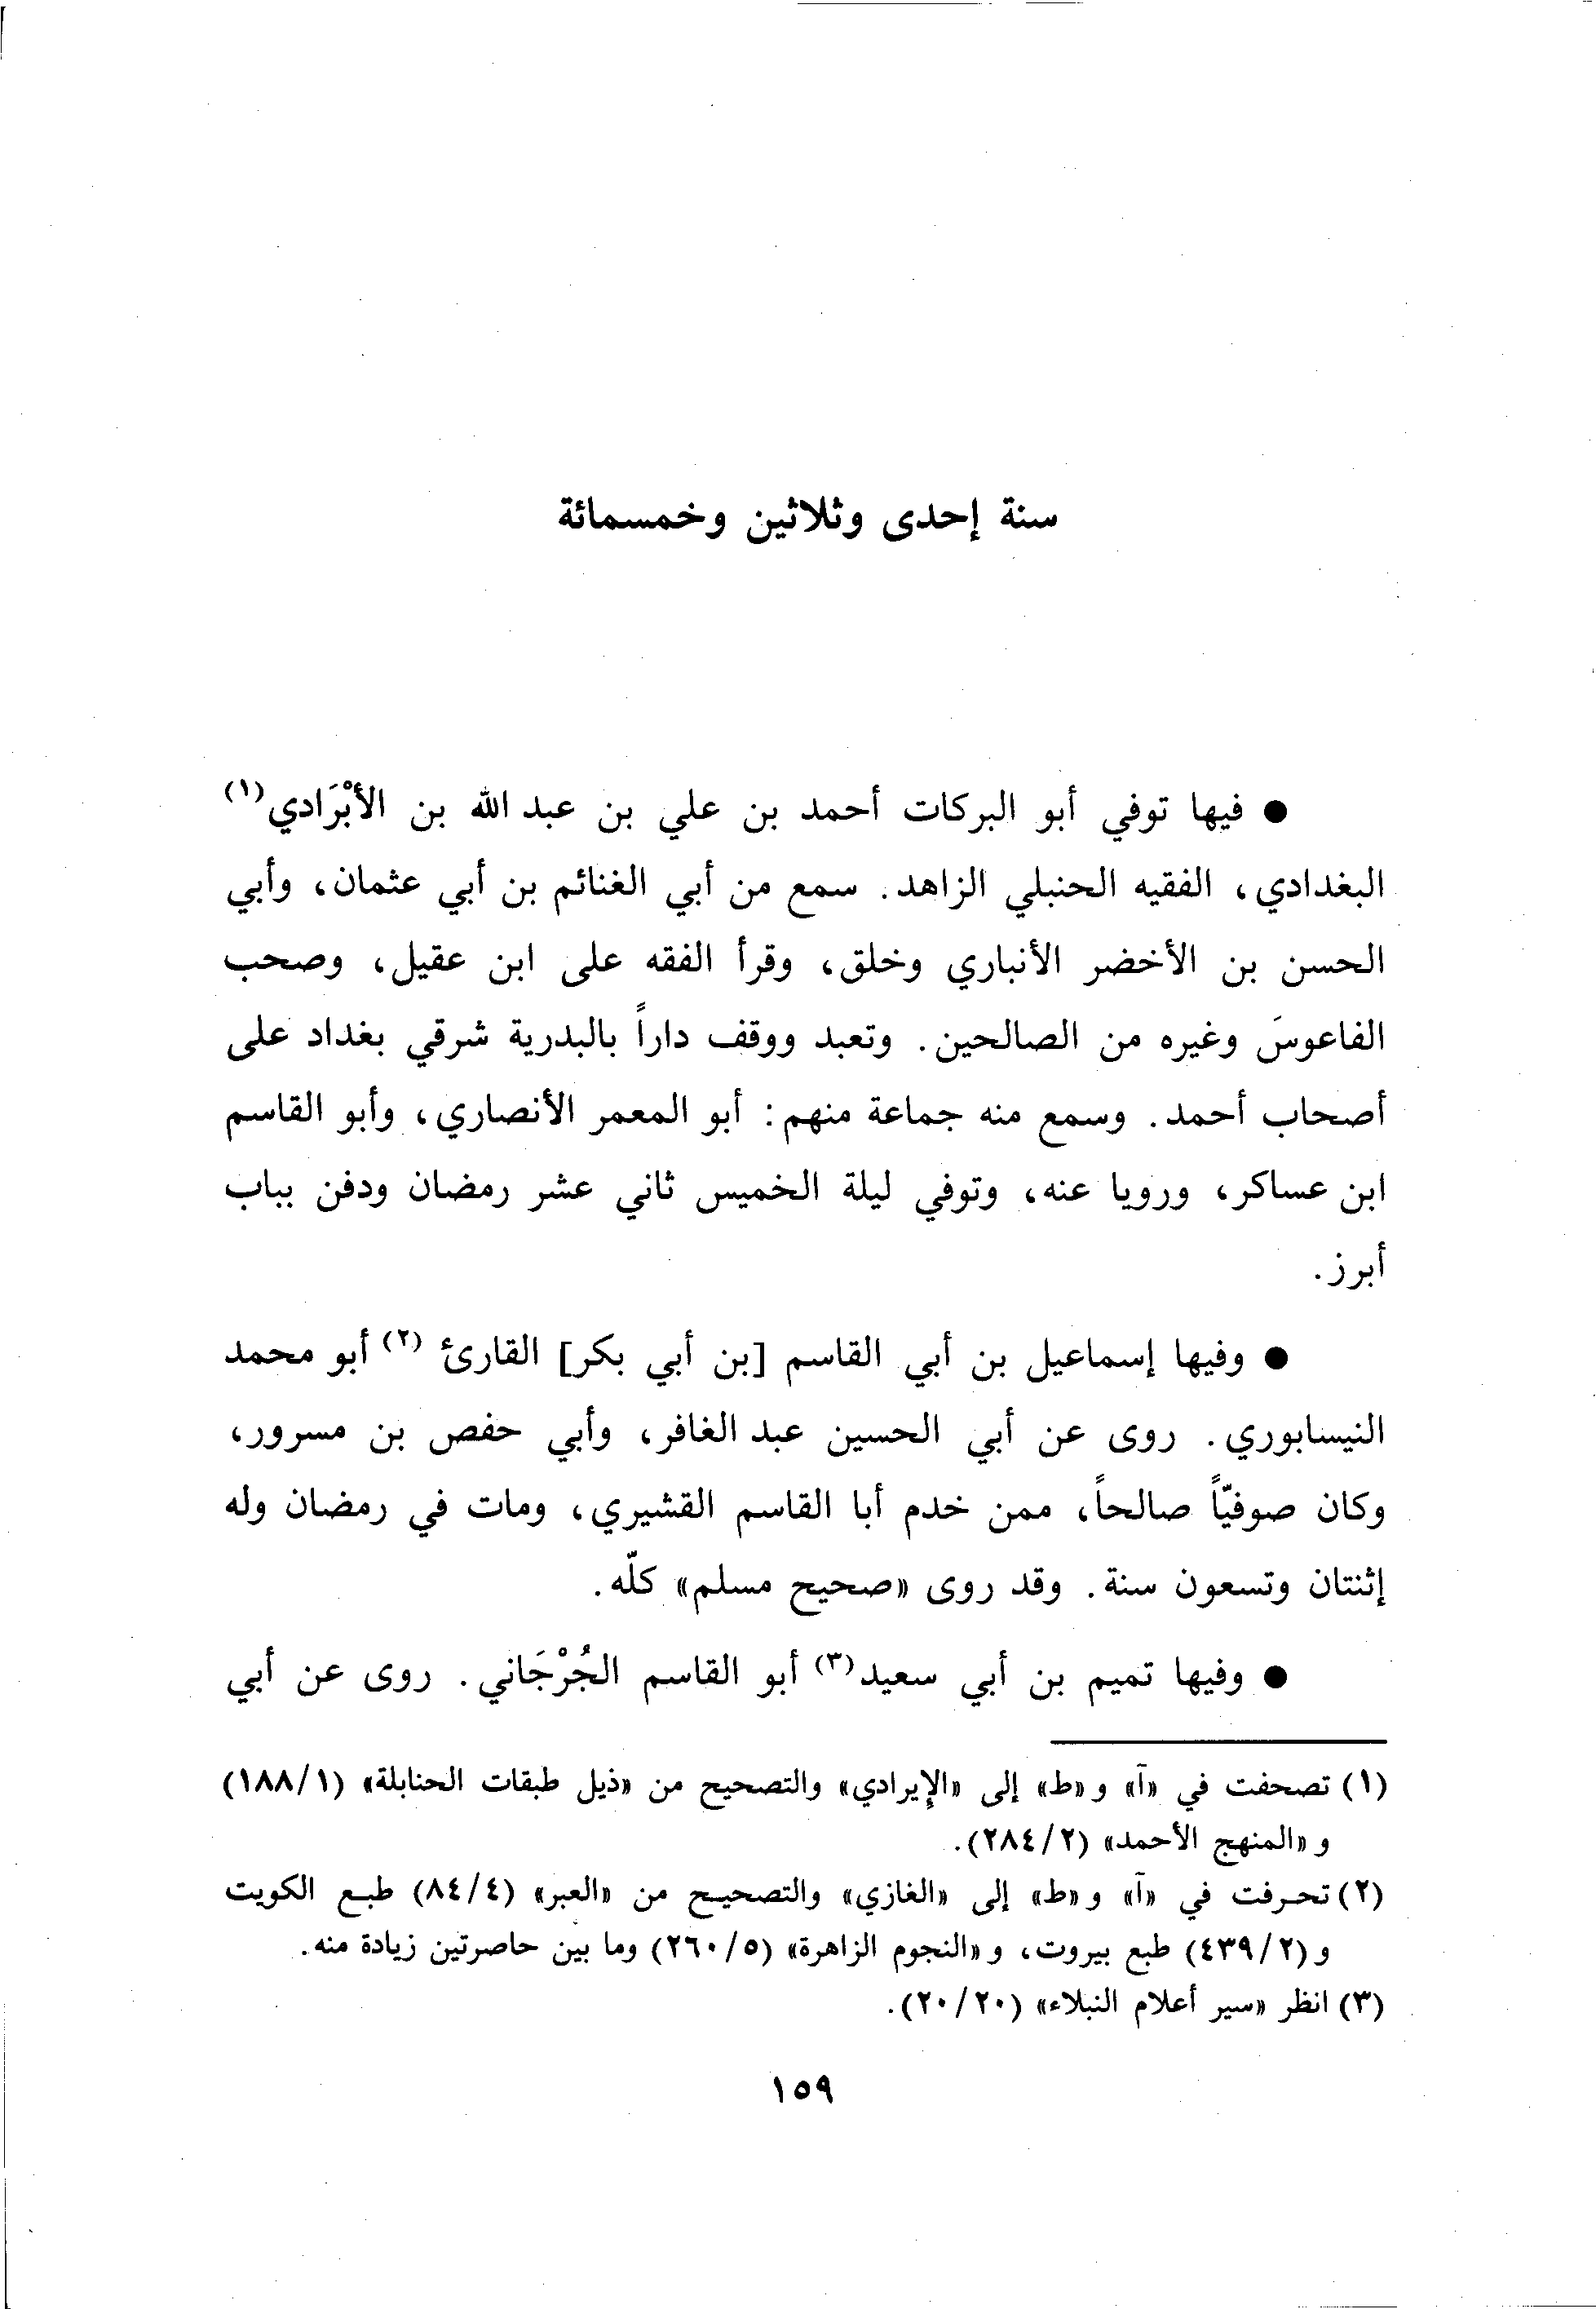 سنة إحدى وثلاثين وخمسمائة
● فيها توفي أبو البركات أحمد بن علي بن عبد الله بن الأبْرَادي(١)
البغدادي، الفقيه الحنبلي الزاهد. سمع من أبي الغنائم بن أبي عثمان، وأبي
الحسن بن الأخضر الأنباري وخلق، وقرأ الفقه على ابن عقيل، وصحب
الفاعوسَ وغيره من الصالحين. وتعبد ووقف داراً بالبدرية شرقي بغداد على
أصحاب أحمد. وسمع منه جماعة منهم: أبو المعمر الأنصاري، وأبو القاسم
ابن عساكر، ورويا عنه، وتوفي ليلة الخميس ثاني عشر رمضان ودفن بباب
أبرز.
● وفيها إسماعيل بن أبي القاسم [بن أبي بكر] القارئ (٢) أبو محمد
النيسابوري. روى عن أبي الحسين عبد الغافر، وأبي حفص بن مسرور،
وكان صوفيّاً صالحاً، ممن خدم أبا القاسم القشيري، ومات في رمضان وله
إثنتان وتسعون سنة. وقد روى «صحيح مسلم» كلّه.
● وفيها تميم بن أبي سعيد(٣) أبو القاسم الجُرْجَاني. روى عن أبي
(١) تصحفت في «آ» و«ط» إلى «الإيرادي» والتصحيح من «ذيل طبقات الحنابلة» (١٨٨/١)
و«المنهج الأحمد» (٢٨٤/٢).
(٢) تحرفت في «آ» و«ط» إلى «الغازي» والتصحيح من «العبر» (٨٤/٤) طبع الكويت
و(٤٣٩/٢) طبع بيروت، و«النجوم الزاهرة» (٢٦٠/٥) وما بين حاصرتين زيادة منه.
(٣) انظر «سير أعلام النبلاء» (٢٠/٢٠).
١٥٩